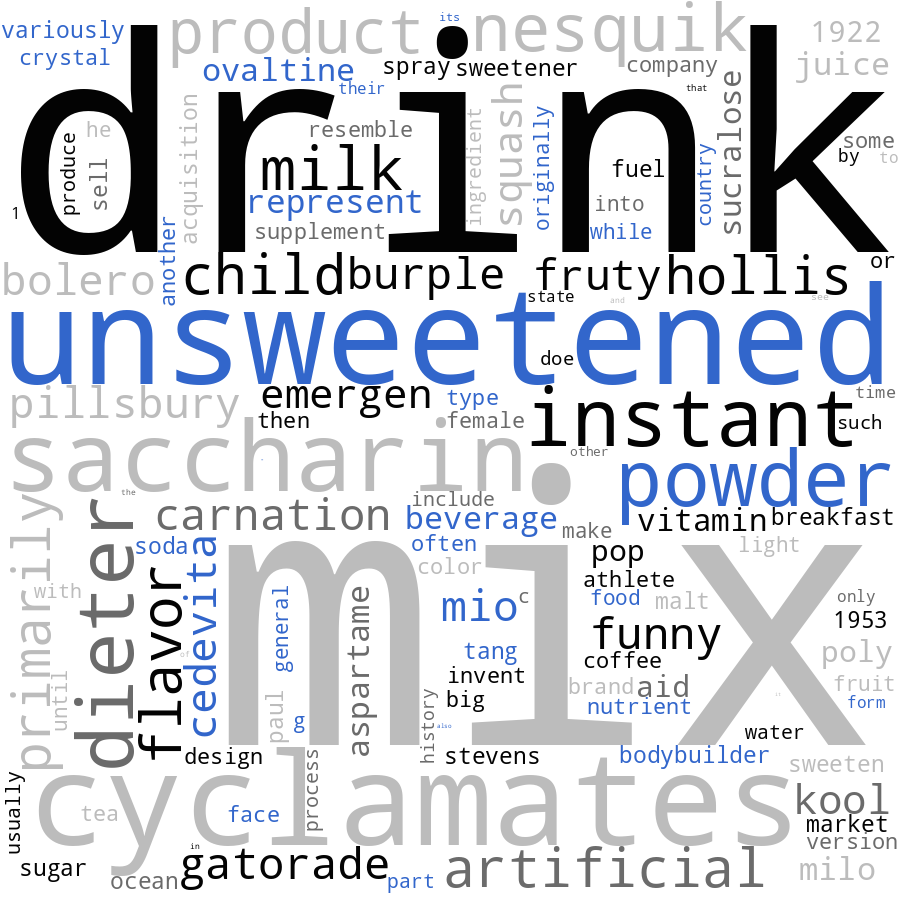 its
variously product nesquik 1922
crystal ovaltine spray sweetener company juice
their that
drink
he resemble some
produce sell acquisition milk ingredient squash originally fuel country sucralose by to
represent
1 supplement into while
another or
bolero child burple fruty hollis
state and see
unsweetened
doe
pillsbury emergen type time
then female instant such
saccharin. other
powder
the include
primarily dieter carnation beverage vitamin breakfast
make
soda often pop light
flavor cedevita color athlete
with mix
general aspartame mio c food malt only
funny 1953
until of tang coffee poly
invent brand aid fruit
paul g big nutrient form
history also it
water
design process stevens bodybuilder
sweeten
usually cyclamates kool
tea face market
version
in
sugar gatorade artificial milo
ocean part